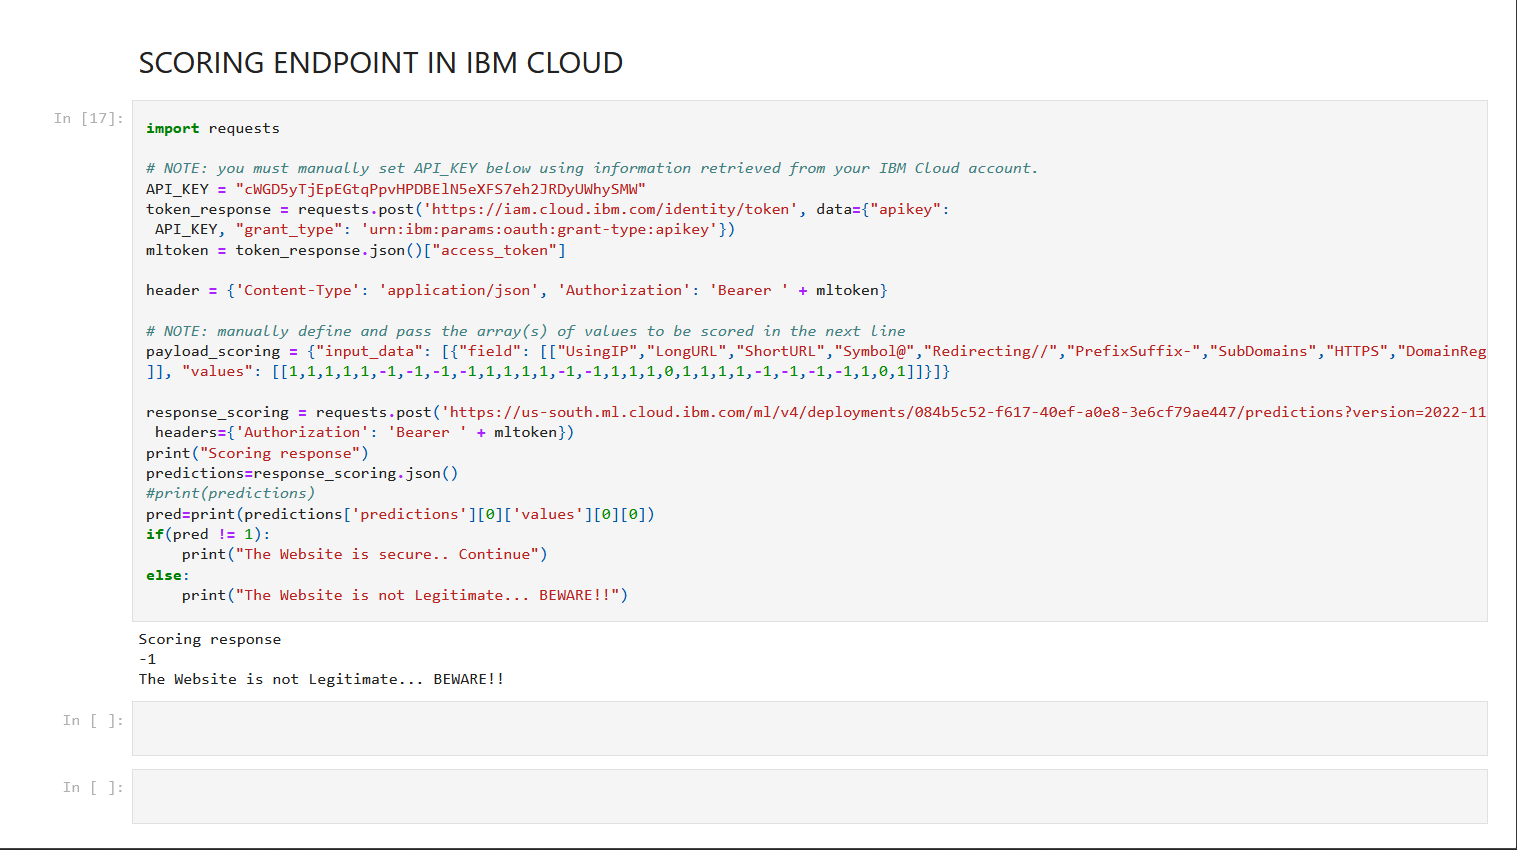 SCORING ENDPOINT IN IBM CLOUD
In [17]:
import requests
# NOTE: you must manually set API_KEY below using information retrieved from your IBM Cloud account.
API_KEY = "cWGD5yTjEpEGtqPpvHPDBElN5eXFS7eh2JRDyUWhySMW"
token_response = requests.post('https://iam.cloud.ibm.com/identity/token', data={"apikey":
API_KEY, "grant_type": 'urn:ibm:params:oauth:grant-type:apikey'})
mltoken = token_response.json()["access_token"]
header = {'Content-Type': 'application/json', 'Authorization': 'Bearer ' + mltoken}
# NOTE: manually define and pass the array(s) of values to be scored in the next line
payload_scoring = {"input_data": [{"field": [["UsingIP","LongURL","ShortURL","Symbol@","Redirecting//","PrefixSuffix-","SubDomains","HTTPS","DomainReg
]], "values": [[1,1,1,1,1,-1,-1,-1,-1,1,1,1,1,-1,-1,1,1,1,0,1,1,1,1,-1,-1,-1,-1,1,0,1]]}]}
response_scoring = requests.post('https://us-south.ml.cloud.ibm.com/ml/v4/deployments/084b5c52-f617-40ef-a0e8-3e6cf79ae447/predictions?version=2022-11
headers={'Authorization': 'Bearer ' + mltoken})
print("Scoring response")
predictions=response_scoring.json()
#print(predictions)
pred=print(predictions['predictions'][0]['values'][0][0])
if(pred != 1):
print("The Website is secure.. Continue")
else:
print("The Website is not Legitimate... BEWARE!!")
Scoring response
-1
The Website is not Legitimate... BEWARE!!
In [ ]:
In [ ]: